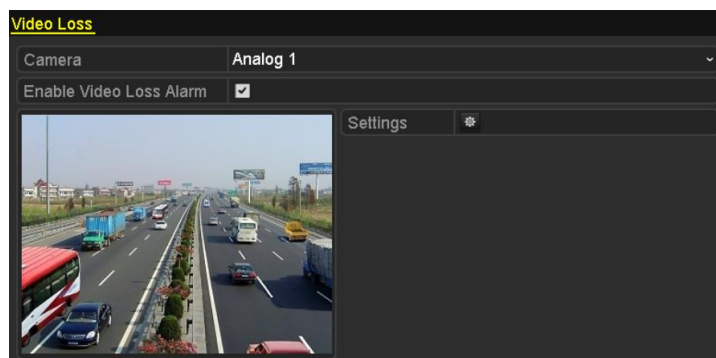 Video Loss
Camera
Analog 1
Enable Video Loss Alarm
Settings